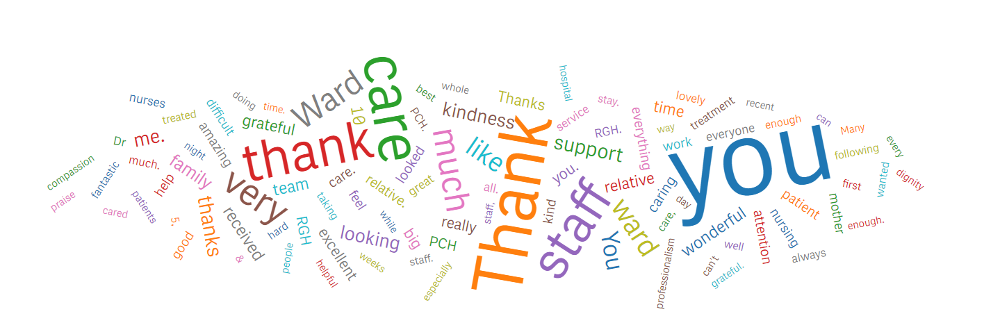 care
Ward
hospital
best
whole
Thanks
stay.
lovely
nurses
doing
time.
difficult
treated
10
PCH.
kindness
service
everything
time
treatment
recent
grateful
amazing
thank
Thank
RGH.
way
everyone
enough
can
Many
Dr
me.
night
much
like
support
work
you
following
every
compassion
fantastic
much.
family
help
very
team
care.
looked
relative.
great
all.
you.
relative
caring
day
first
wanted
dignity
praise
cared
patients
5,
good
thanks
received
hard
RGH
taking
feel
while
big
really
staff,
kind
staff
ward
care,
wonderful
patient
mother
enough.
&
people
excellent
looking
PCH
You
attention
nursing
well
always
helpful
weeks
staff.
especially
professionalism
can't
grateful.